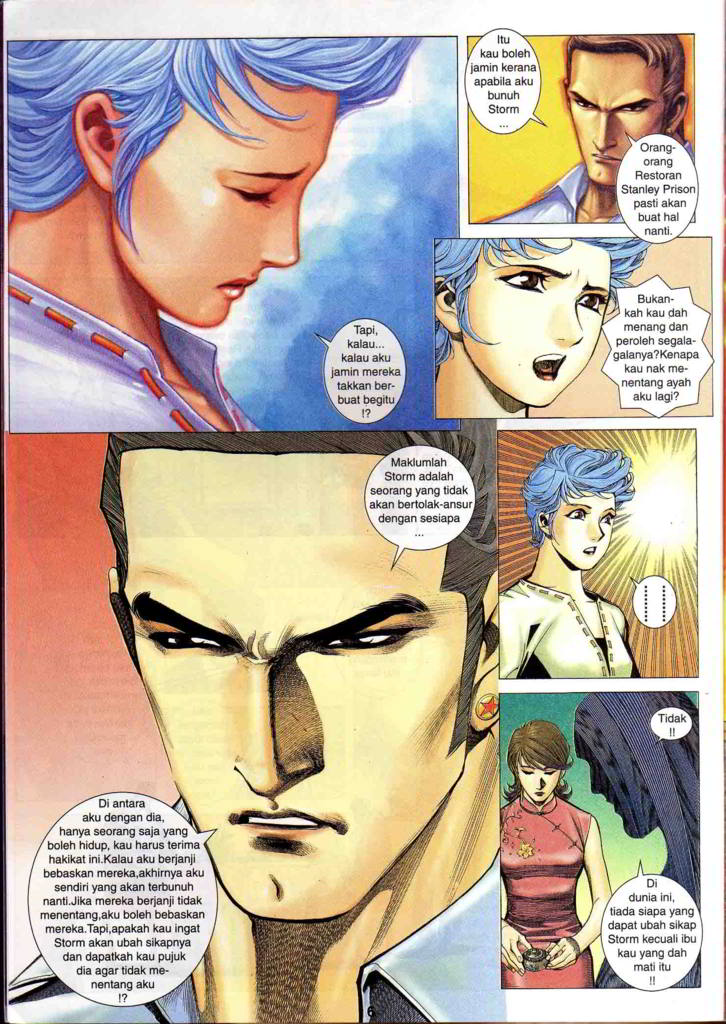 Tapi,
kalau...
kalau aku
jamin mereka
takkan ber-
buat begitu
!?
Itu
kau boleh
jamin kerana
apabila aku
bunuh
Storm
...
Orang-
orang
Restoran
Stanley Prison
pasti akan
buat hal
nanti.
Bukan-
kah kau dah
menang dan
peroleh segala-
galanya?Kenapa
kau nak me-
nentang ayah
aku lagi?
Maklumlah
Storm adalah
seorang yang tidak
akan bertolak-ansur
dengan sesiapa
...
Di antara
aku dengan dia,
hanya seorang saja yang
boleh hidup, kau harus terima
hakikat ini.Kalau aku berjanji
bebaskan mereka,akhirnya aku
sendiri yang akan terbunuh
nanti.Jika mereka berjanji tidak
menentang,aku boleh bebaskan
mereka.Tapi,apakah kau ingat
Storm akan ubah sikapnya
dan dapatkah kau pujuk
dia agar tidak me-
nentang aku
!?
Tidak
!!
Di
dunia ini,
tiada siapa yang
dapat ubah sikap
Storm kecuali ibu
kau yang dah
mati itu
!!
6